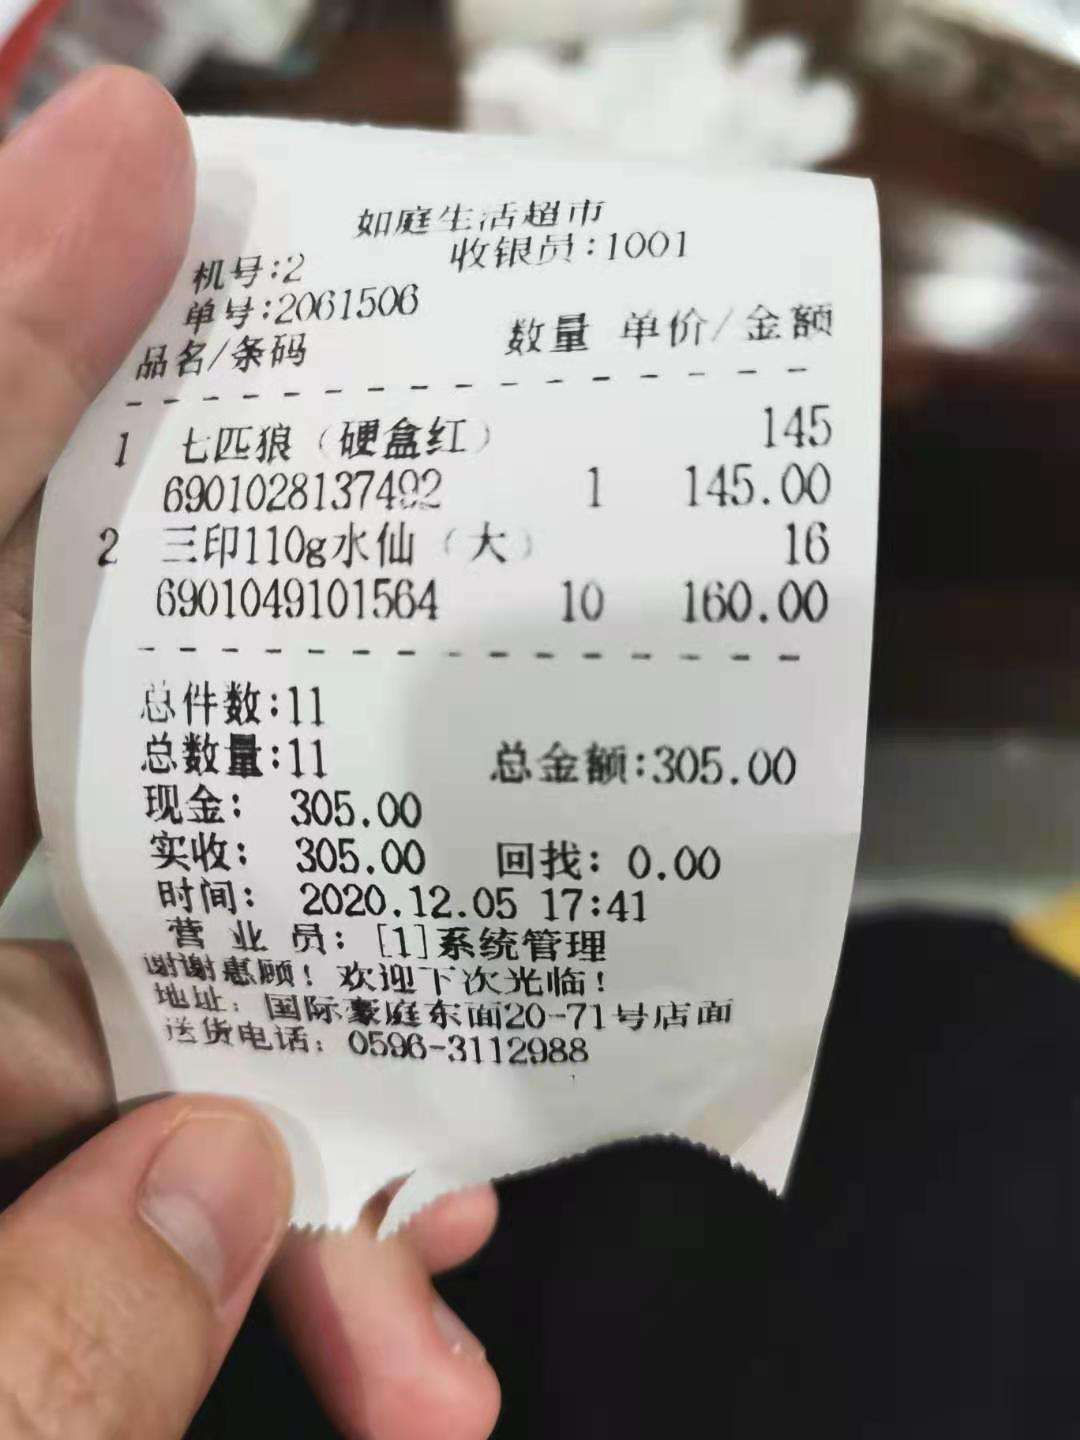 如庭生活超市
机号:2 收银员:1001
单号:2061506
品名/条码 数量 单价/金额
1 七匹狼（硬盒红） 145
6901028137492 1 145.00
2 三印110g水仙（大） 16
6901049101564 10 160.00
总件数:11
总数量:11 总金额:305.00
现金: 305.00
实收: 305.00 回找: 0.00
时间: 2020.12.05 17:41
营业员: [1]系统管理
谢谢惠顾! 欢迎下次光临!
地址: 国际豪庭东面20-71号店面
送货电话: 0596-3112988